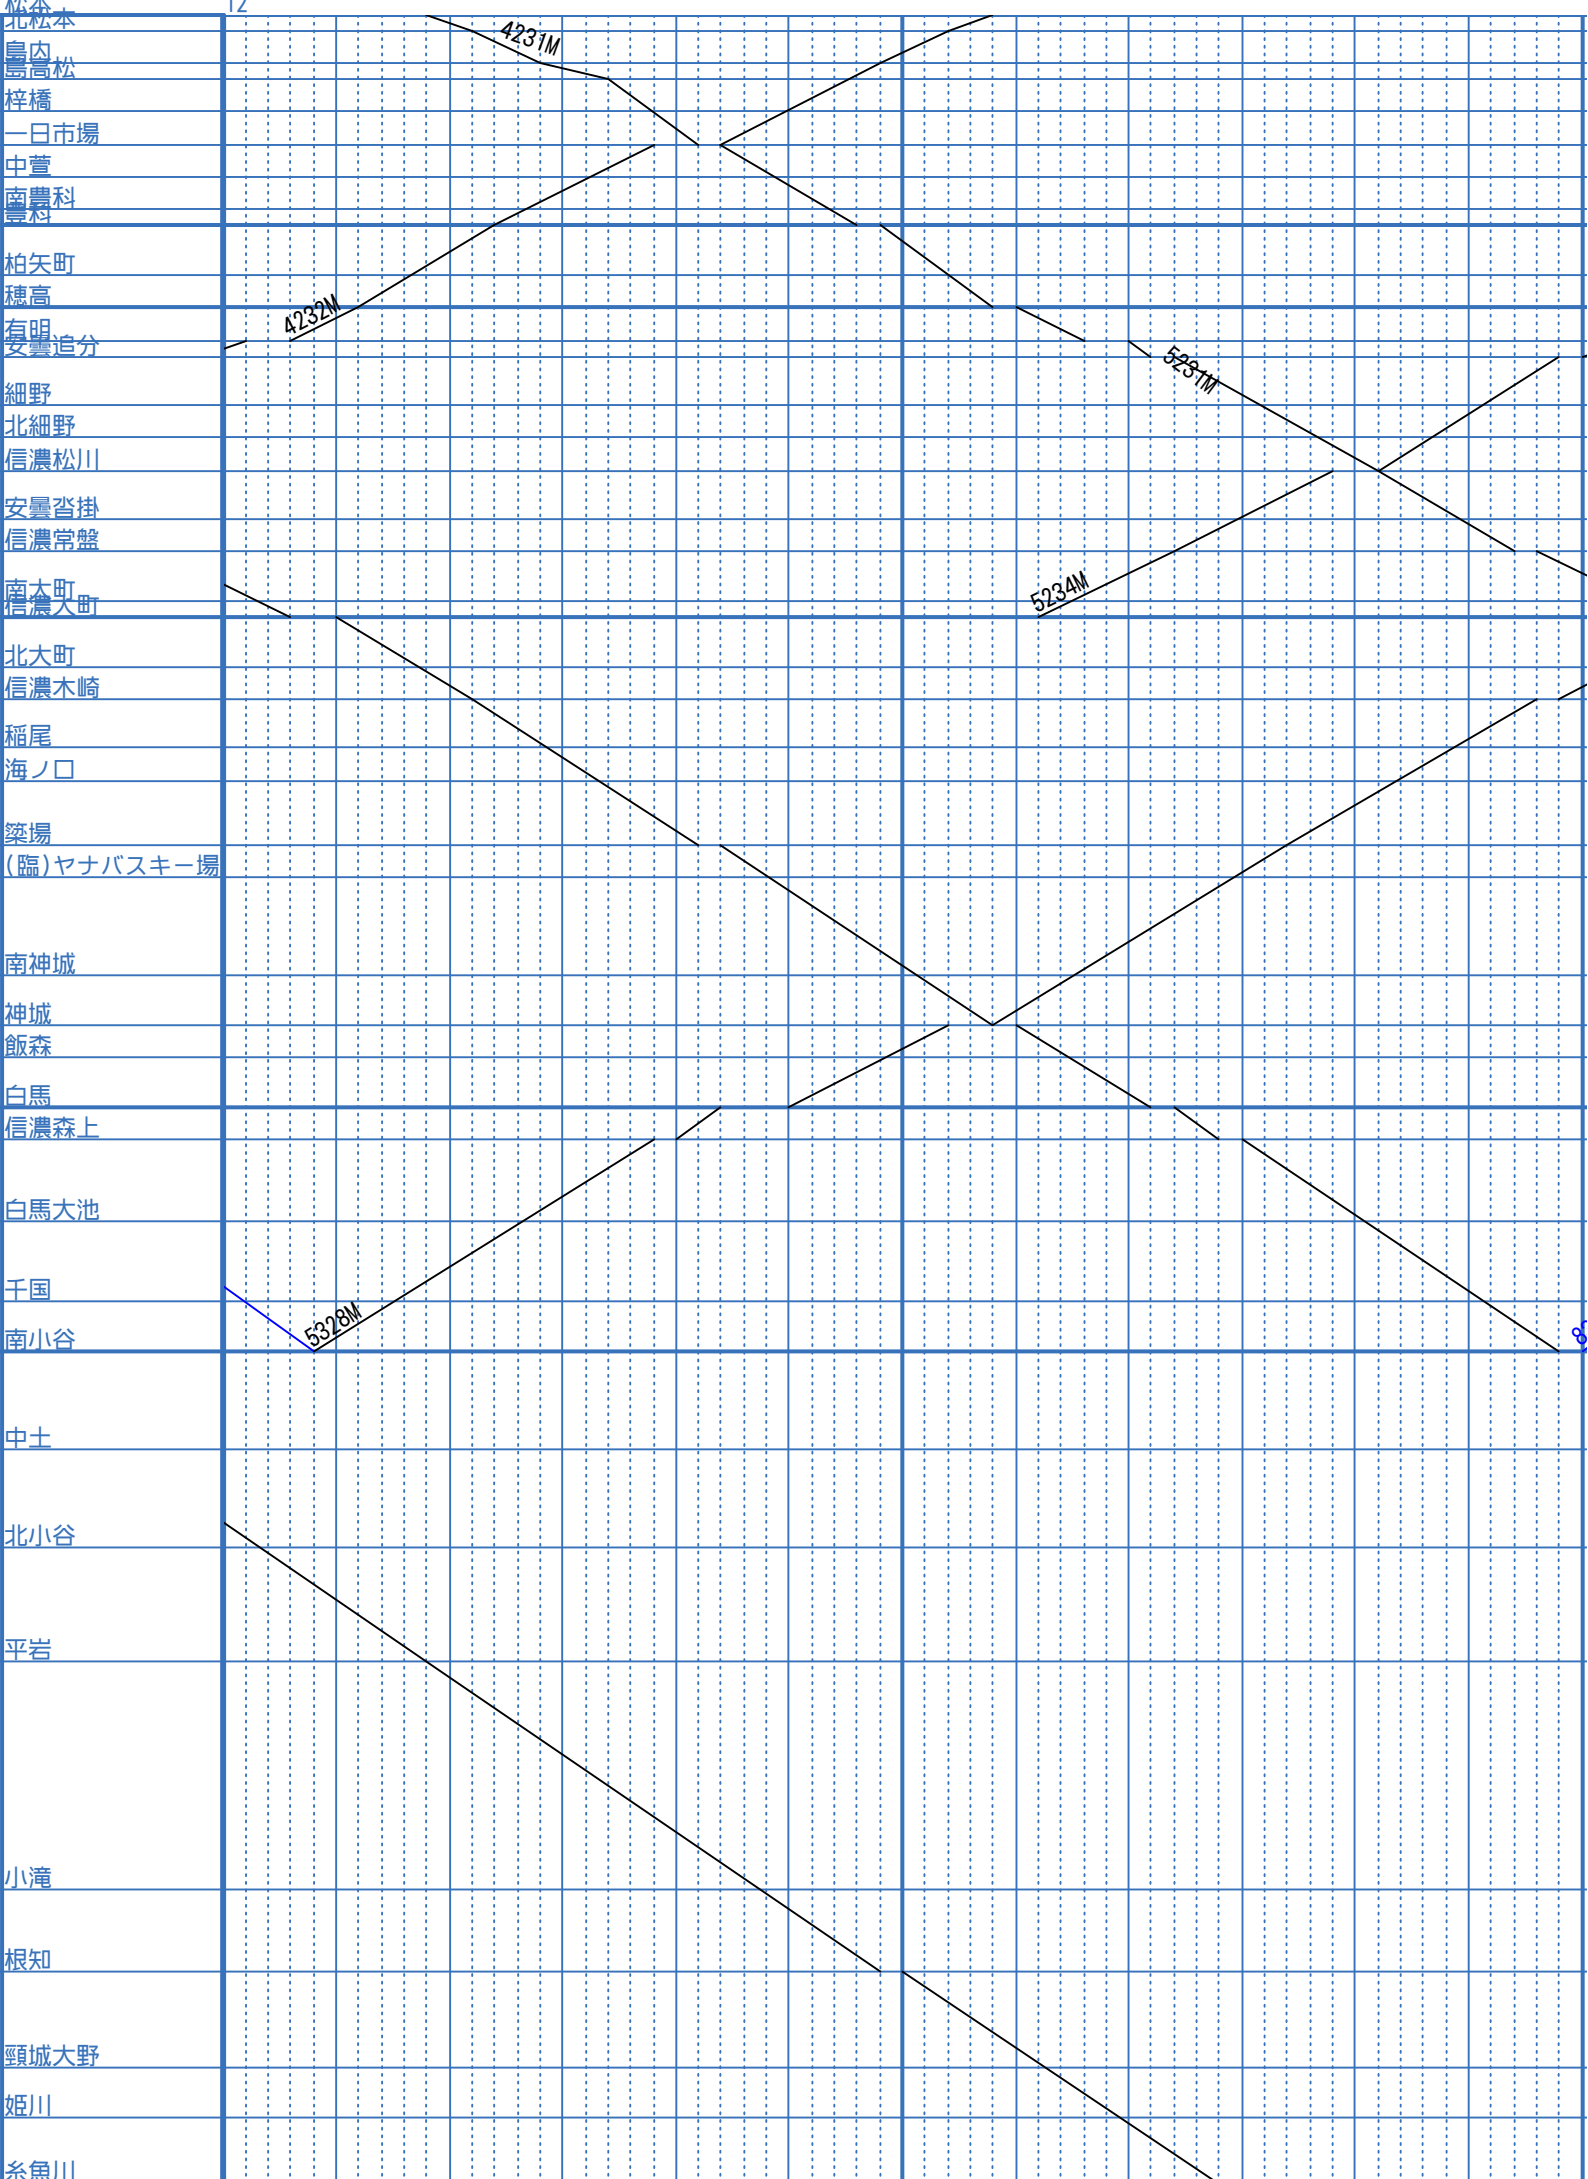 松本
12
北松本
4231M
島内
島高松
梓橋
一日市場
中萱
南豊科
豊科
柏矢町
穂高
4232M
有明
安曇追分
5231M
細野
北細野
信濃松川
安曇沓掛
信濃常盤
南大町
5234M
信濃大町
北大町
信濃木崎
稲尾
海ノ口
簗場
(臨)ヤナバスキー場
南神城
神城
飯森
白馬
信濃森上
白馬大池
千国
5328M
南小谷
中土
北小谷
平岩
小滝
根知
頸城大野
姫川
糸魚川